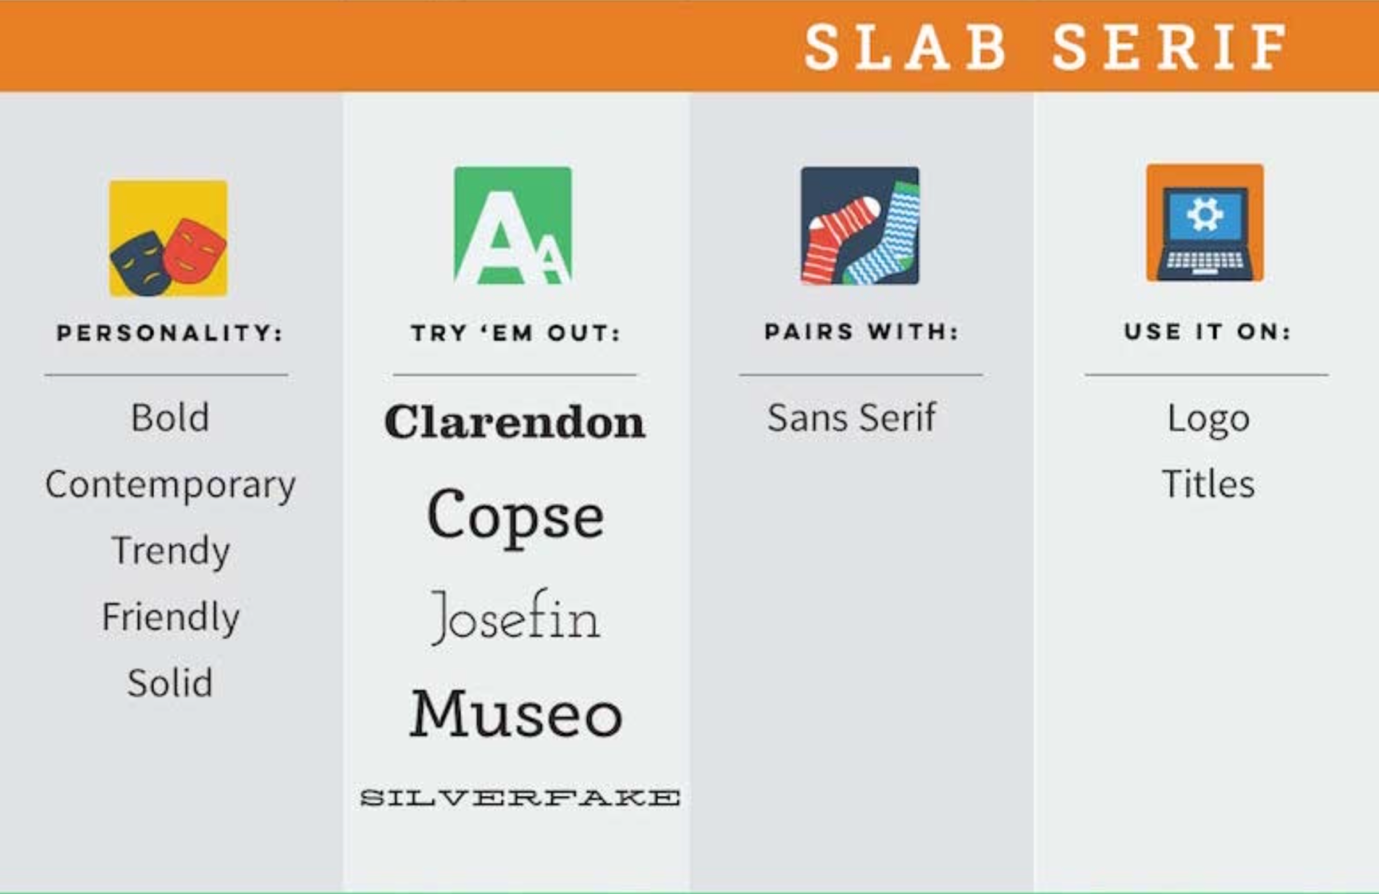 SLAB SERIF
PERSONALITY:
Bold
Contemporary
Trendy
Friendly
Solid
TRY ‘EM OUT:
Clarendon
Copse
Josefin
Museo
SILVERFAKE
PAIRS WITH:
Sans Serif
USE IT ON:
Logo
Titles